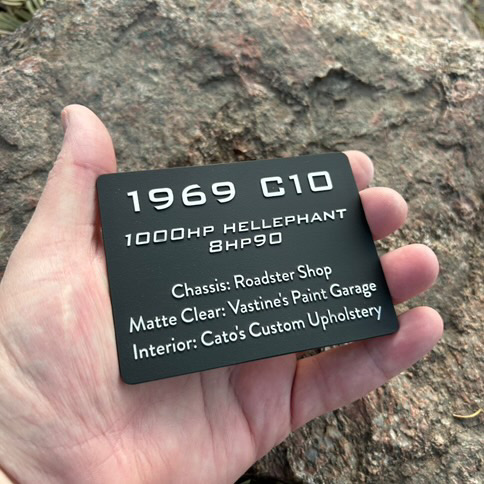 1969 C10
1000HP HELLEPHANT
8HP90
Chassis: Roadster Shop
Matte Clear: Vastine's Paint Garage
Interior: Cato's Custom Upholstery